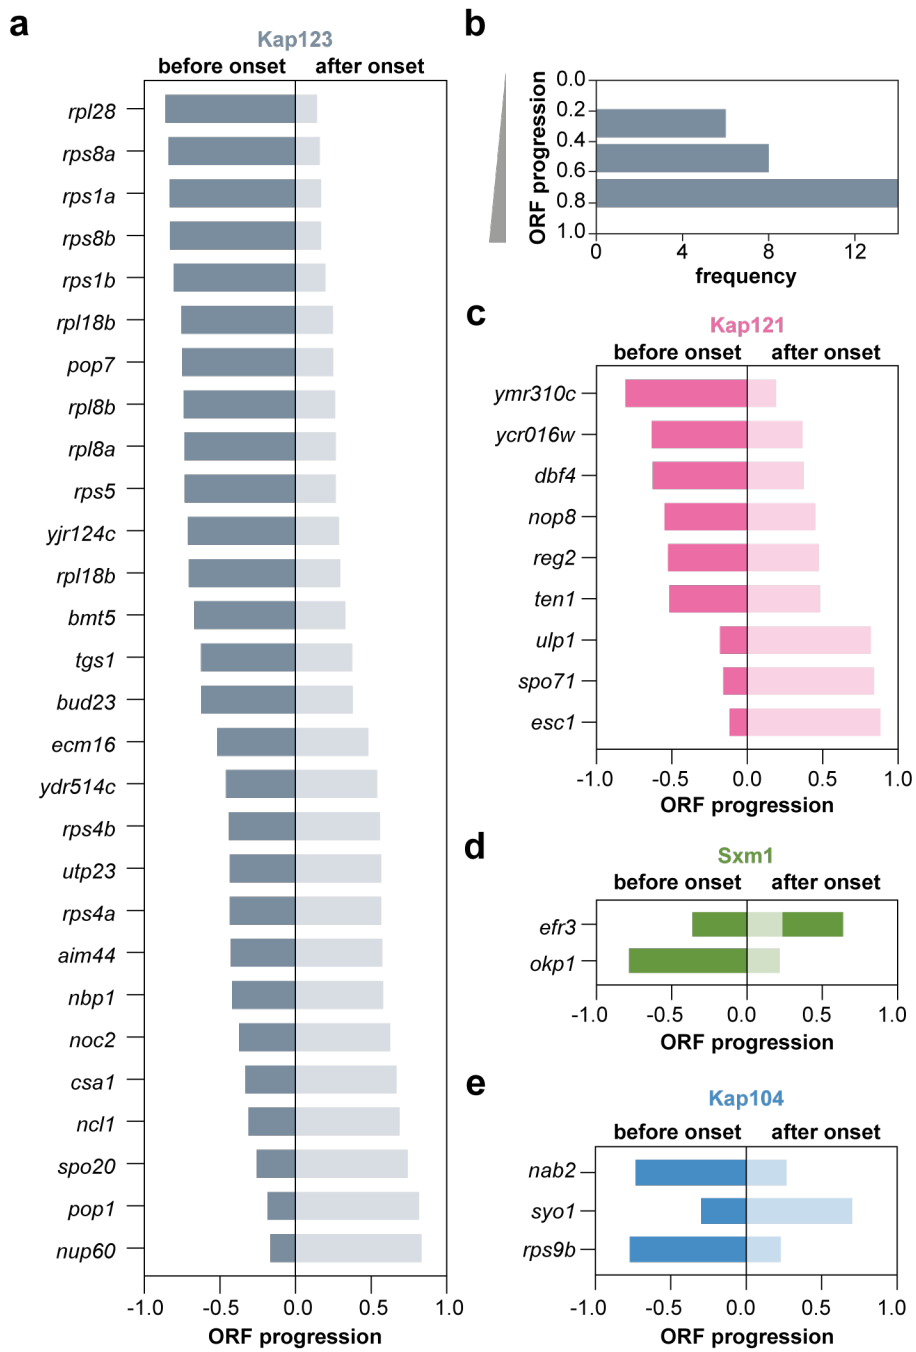 a
Kap123
before onset after onset
rpl28
rps8a
rps1a
rps8b
rps1b
rpl18b
pop7
rpl8b
rpl8a
rps5
yjr124c
rpl18b
bmt5
tgs1
bud23
ecm16
ydr514c
rps4b
utp23
rps4a
aim44
nbp1
noc2
csa1
ncl1
spo20
pop1
nup60
-1.0 -0.5 0.0 0.5 1.0
ORF progression
b
ORF progression
0.0
0.2
0.4
0.6
0.8
1.0
0 4 8 12
frequency
c
Kap121
before onset after onset
ymr310c
ycr016w
dbf4
nop8
reg2
ten1
ulp1
spo71
esc1
-1.0 -0.5 0.0 0.5 1.0
ORF progression
d
Sxm1
before onset after onset
efr3
okp1
-1.0 -0.5 0.0 0.5 1.0
ORF progression
e
Kap104
before onset after onset
nab2
syo1
rps9b
-1.0 -0.5 0.0 0.5 1.0
ORF progression